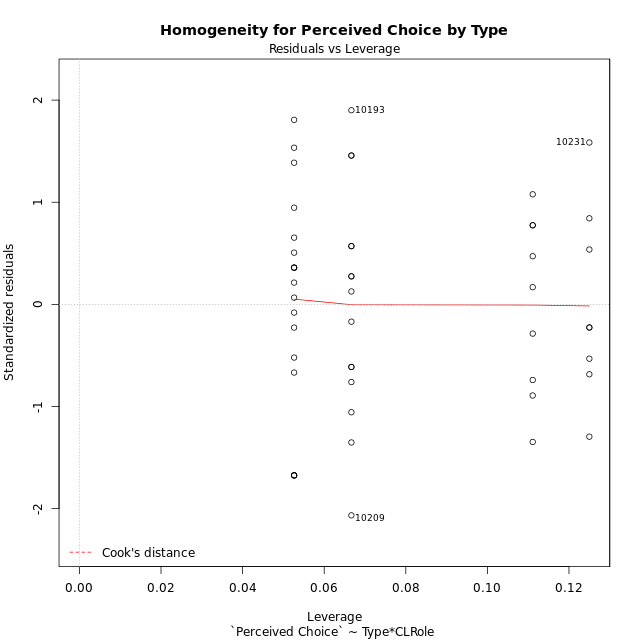 Homogeneity for Perceived Choice by Type
Residuals vs Leverage
Standardized residuals
2
1
0
-1
-2
10193
10231
10209
Cook's distance
0.00 0.02 0.04 0.06 0.08 0.10 0.12
Leverage
`Perceived Choice` ~ Type*CLRole